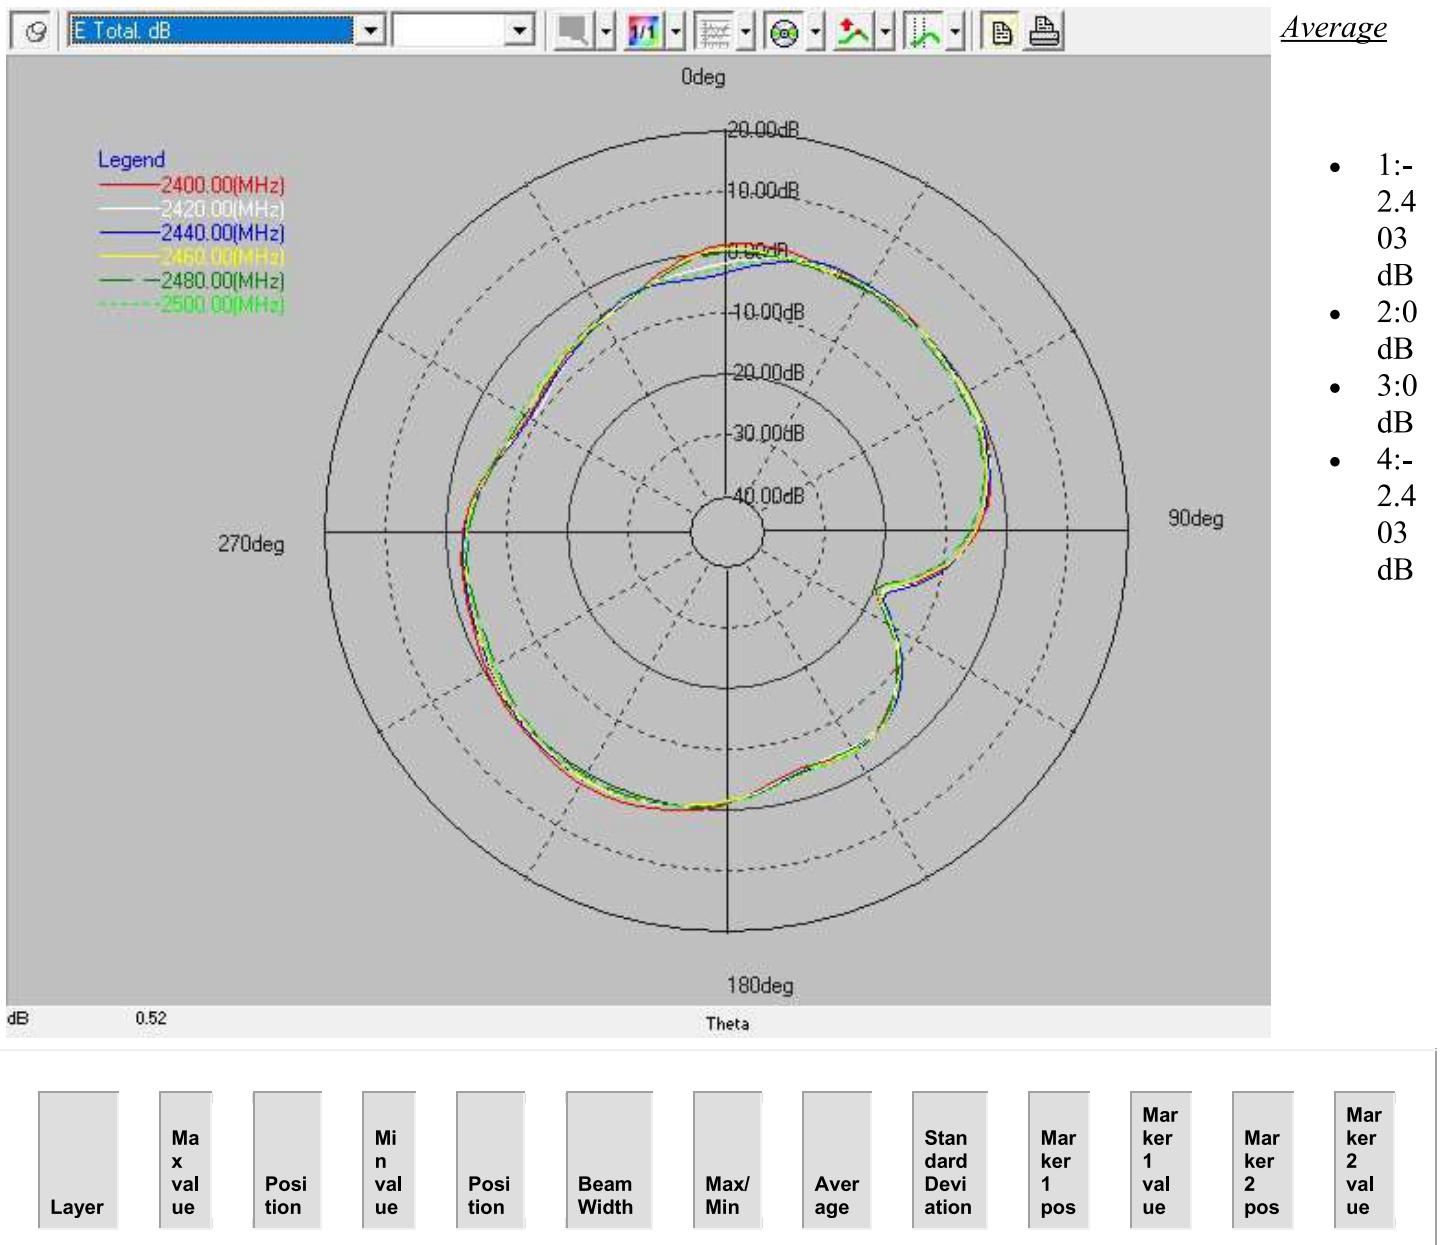 E Total. dB
1/1
Average
0deg
Legend
2400.00(MHz)
2420.00(MHz)
2440.00(MHz)
2460.00(MHz)
2480.00(MHz)
2500.00(MHz)
20.00dB
10.00dB
0.00dB
-10.00dB
-20.00dB
-30.00dB
-40.00dB
90deg
270deg
180deg
dB 0.52 Theta
• 1:-
2.4
03
dB
• 2:0
dB
• 3:0
dB
• 4:-
2.4
03
dB
Layer
Ma
x
val
ue
Posi
tion
Mi
n
val
ue
Posi
tion
Beam
Width
Max/
Min
Aver
age
Stan
dard
Devi
ation
Mar
ker
1
pos
Mar
ker
1
val
ue
Mar
ker
2
pos
Mar
ker
2
val
ue